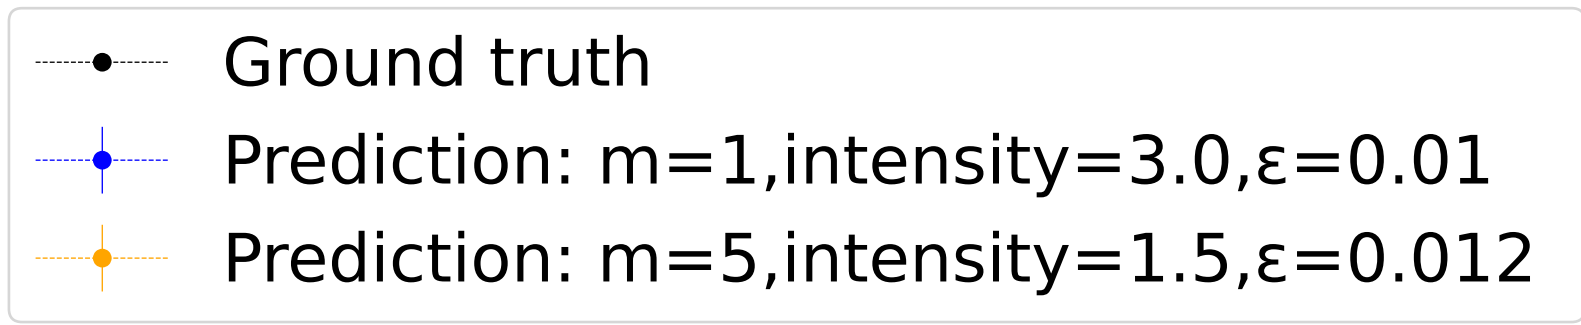 Ground truth
Prediction: m=1,intensity=3.0,ε=0.01
Prediction: m=5,intensity=1.5,ε=0.012